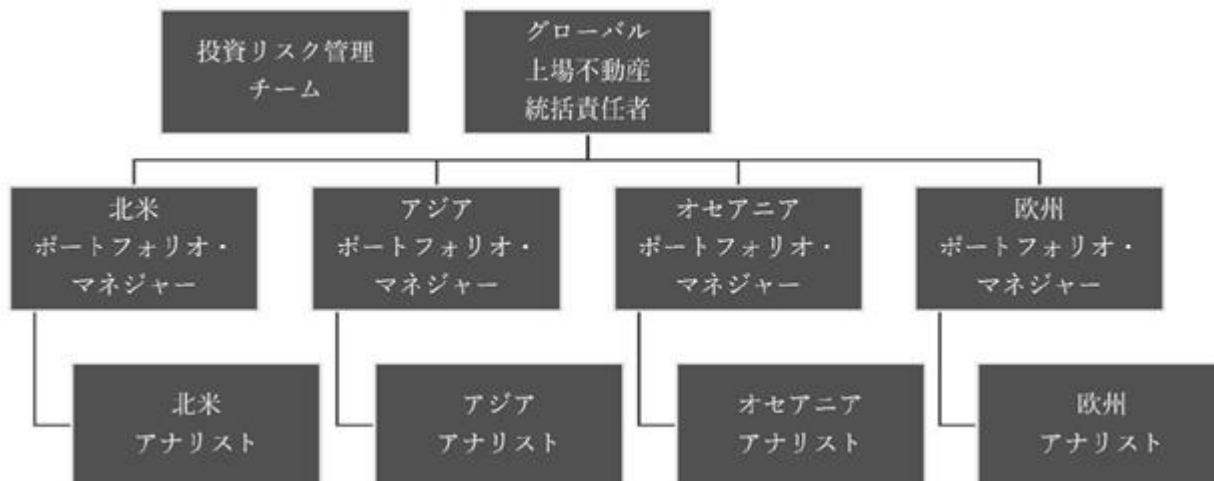 投資リスク管理
チーム
グローバル
上場不動産
統括責任者
北米
ポートフォリオ・
マネジャー
アジア
ポートフォリオ・
マネジャー
オセアニア
ポートフォリオ・
マネジャー
欧州
ポートフォリオ・
マネジャー
北米
アナリスト
アジア
アナリスト
オセアニア
アナリスト
欧州
アナリスト